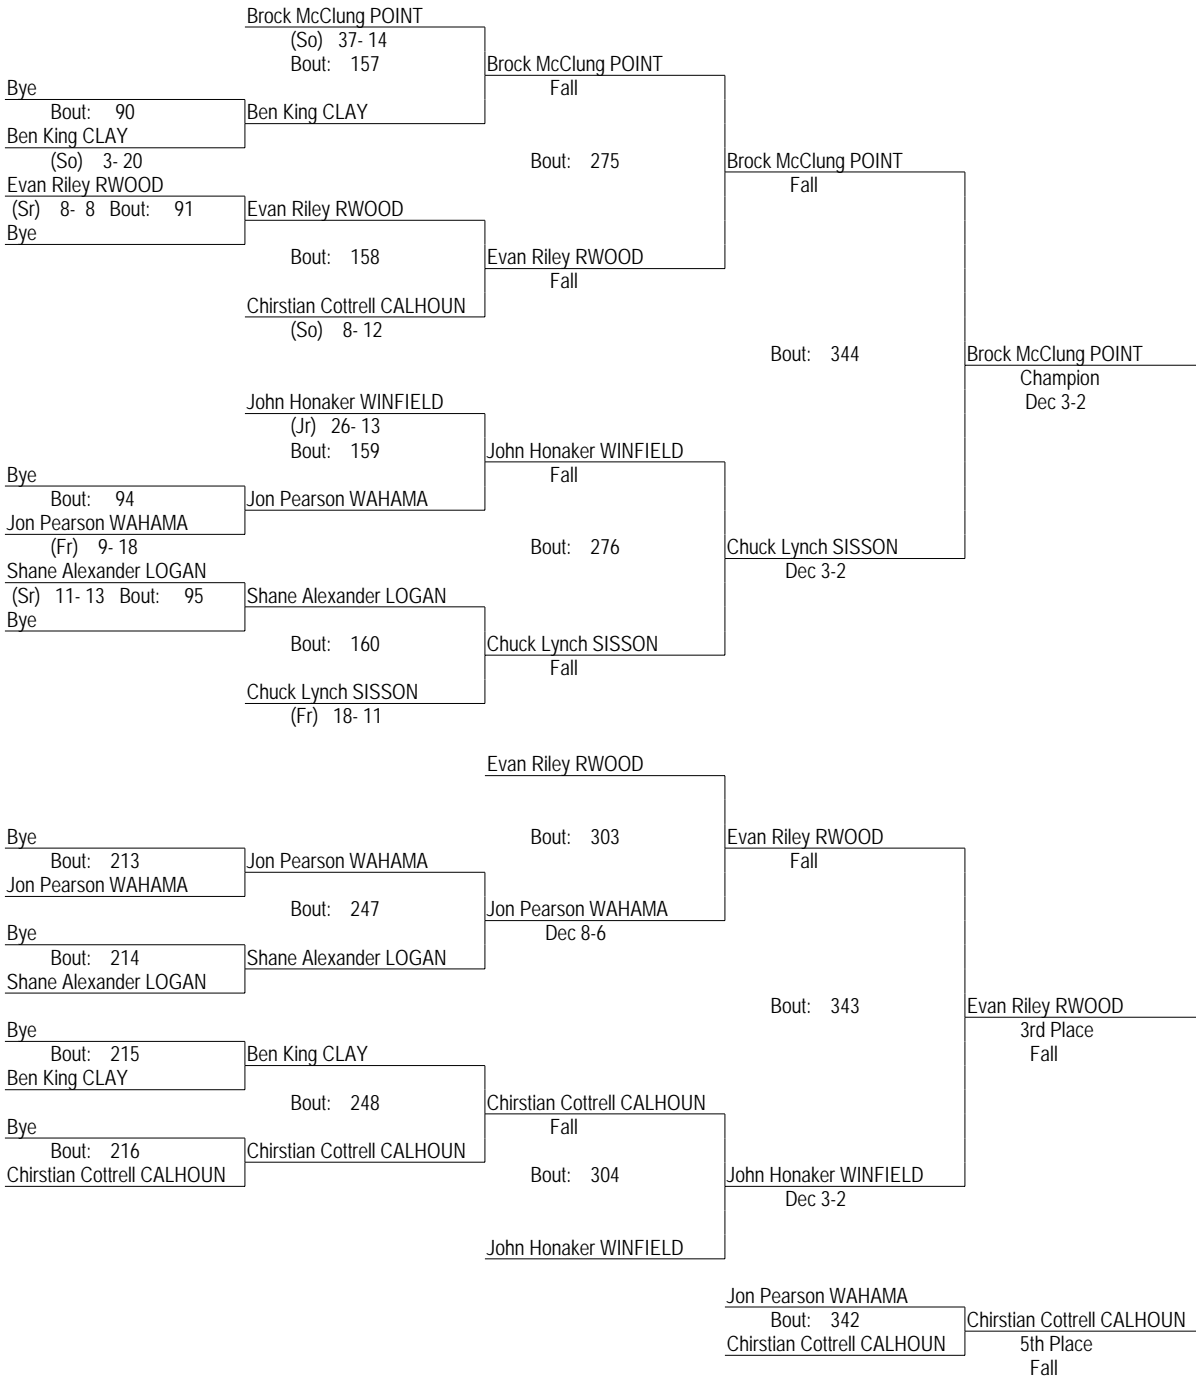 Brock McClung POINT
(So) 37- 14
Bout: 157
Brock McClung POINT
Fall
Bye
Bout: 90
Ben King CLAY
Ben King CLAY
(So) 3- 20
Bout: 275
Brock McClung POINT
Fall
Evan Riley RWOOD
(Sr) 8- 8 Bout: 91
Evan Riley RWOOD
Bye
Bout: 158
Evan Riley RWOOD
Fall
Chirstian Cottrell CALHOUN
(So) 8- 12
Bout: 344
Brock McClung POINT
Champion
Dec 3-2
John Honaker WINFIELD
(Jr) 26- 13
Bout: 159
John Honaker WINFIELD
Fall
Bye
Bout: 94
Jon Pearson WAHAMA
Jon Pearson WAHAMA
(Fr) 9- 18
Bout: 276
Chuck Lynch SISSON
Dec 3-2
Shane Alexander LOGAN
(Sr) 11- 13 Bout: 95
Shane Alexander LOGAN
Bye
Bout: 160
Chuck Lynch SISSON
Fall
Chuck Lynch SISSON
(Fr) 18- 11
Evan Riley RWOOD
Bout: 303
Evan Riley RWOOD
Fall
Bye
Bout: 213
Jon Pearson WAHAMA
Jon Pearson WAHAMA
Bout: 247
Jon Pearson WAHAMA
Dec 8-6
Bye
Bout: 214
Shane Alexander LOGAN
Shane Alexander LOGAN
Bout: 343
Evan Riley RWOOD
3rd Place
Fall
Bye
Bout: 215
Ben King CLAY
Ben King CLAY
Bout: 248
Chirstian Cottrell CALHOUN
Fall
Bye
Bout: 216
Chirstian Cottrell CALHOUN
Chirstian Cottrell CALHOUN
Bout: 304
John Honaker WINFIELD
Dec 3-2
John Honaker WINFIELD
Jon Pearson WAHAMA
Bout: 342
Chirstian Cottrell CALHOUN
Chirstian Cottrell CALHOUN
5th Place
Fall